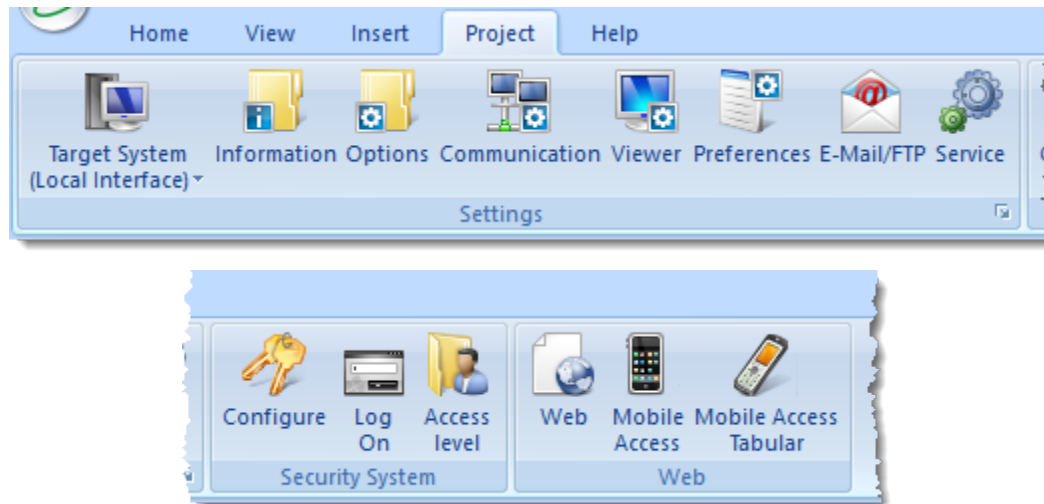 Home View Insert Project Help
Target System (Local Interface) Information Options Communication Viewer Preferences E-Mail/FTP Service
Settings
Configure Log On Access level Web Mobile Access Mobile Access Tabular
Security System Web